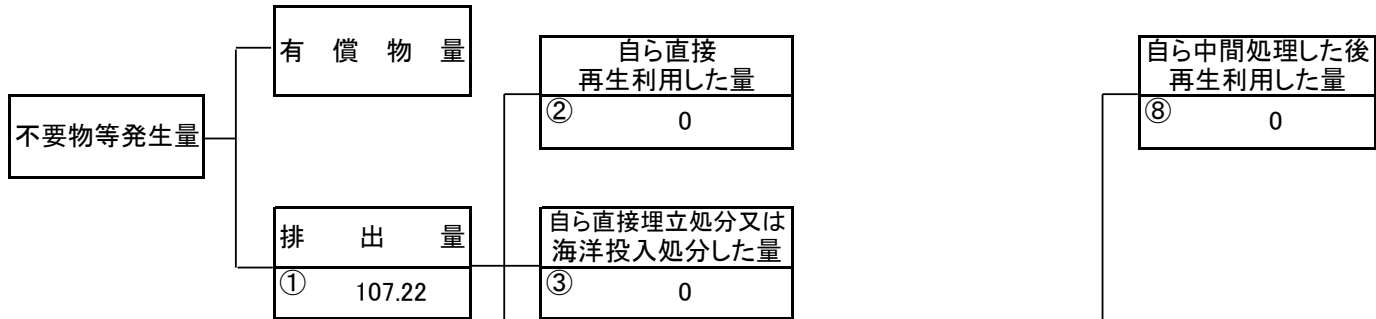 有償物量
自ら直接
再生利用した量
② 0
自ら中間処理した後
再生利用した量
⑧ 0
不要物等発生量
排出量
① 107.22
自ら直接埋立処分又は
海洋投入処分した量
③ 0